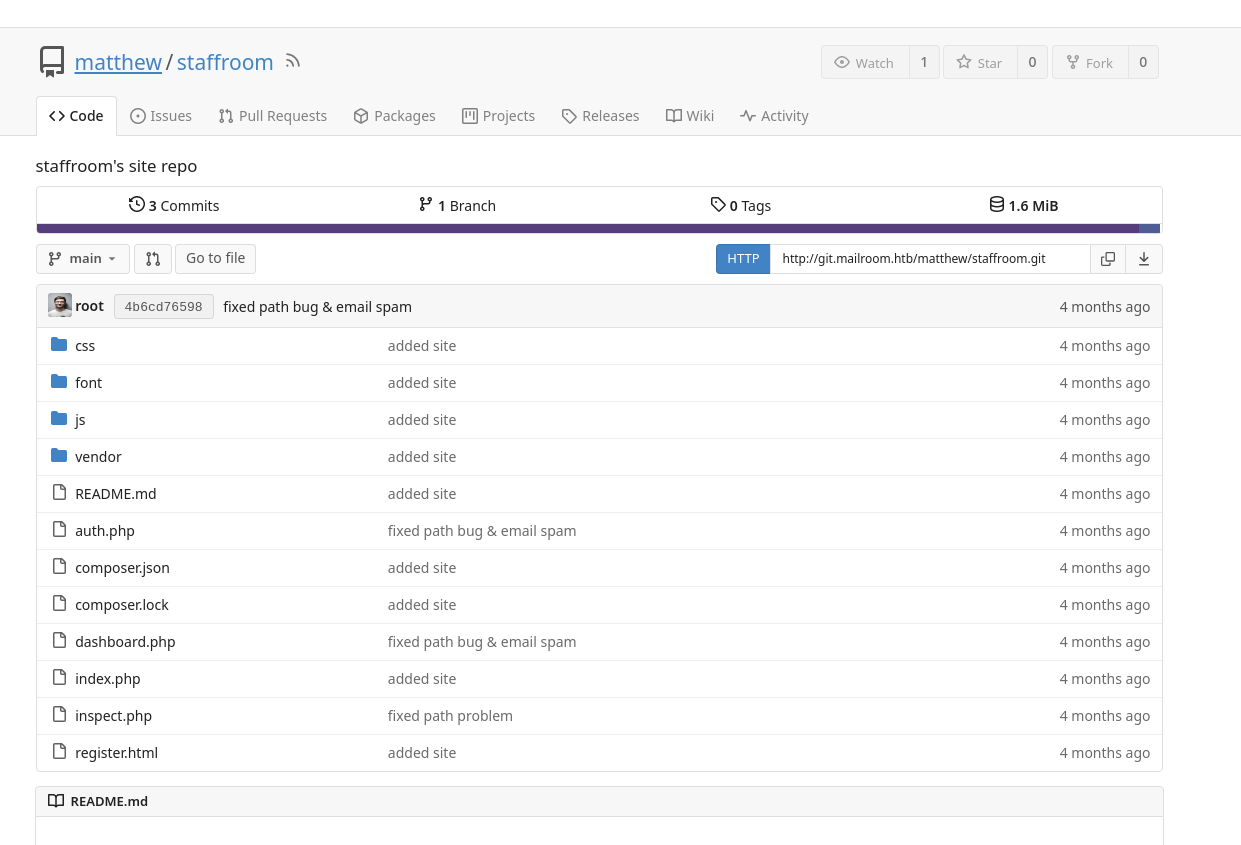 matthew / staffroom Watch 1 Star 0 Fork 0
Code Issues Pull Requests Packages Projects Releases Wiki Activity
staffroom's site repo
3 Commits 1 Branch 0 Tags 1.6 MiB
main Go to file HTTP http://git.mailroom.htb/matthew/staffroom.git
root 4b6cd76598 fixed path bug & email spam 4 months ago
css added site 4 months ago
font added site 4 months ago
js added site 4 months ago
vendor added site 4 months ago
README.md added site 4 months ago
auth.php fixed path bug & email spam 4 months ago
composer.json added site 4 months ago
composer.lock added site 4 months ago
dashboard.php fixed path bug & email spam 4 months ago
index.php added site 4 months ago
inspect.php fixed path problem 4 months ago
register.html added site 4 months ago
README.md